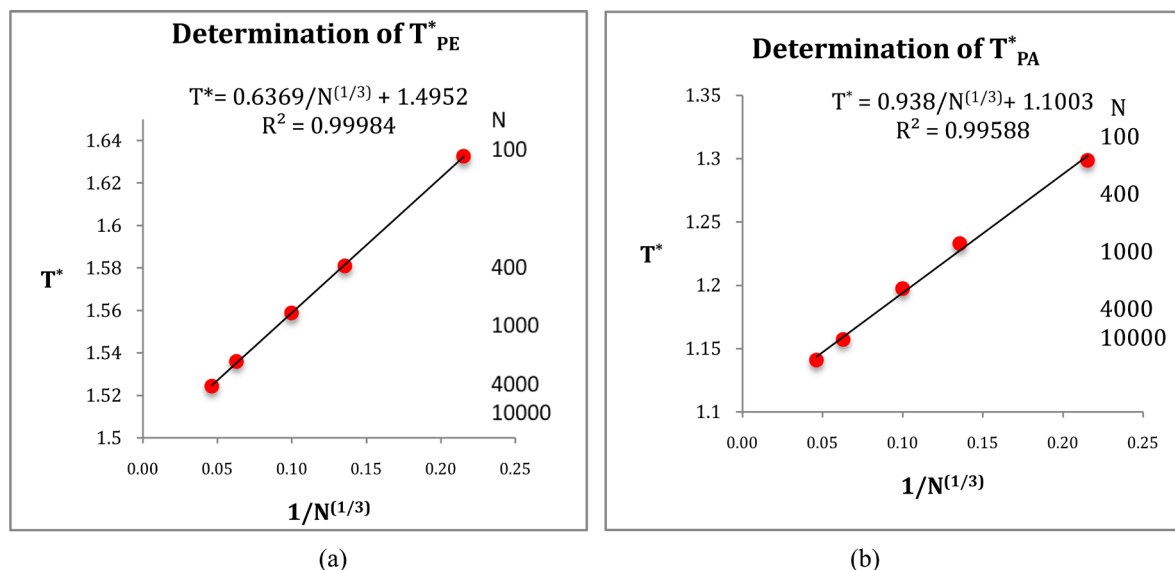 Determination of T*PE
T*= 0.6369/N(1/3) + 1.4952
R² = 0.99984
N
100
400
1000
4000
10000
1.64
1.62
1.6
1.58
1.56
1.54
1.52
1.5
T*
0.00 0.05 0.10 0.15 0.20 0.25
1/N(1/3)
(a)
Determination of T*PA
T* = 0.938/N(1/3)+ 1.1003
R² = 0.99588
N
100
400
1000
4000
10000
1.35
1.3
1.25
1.2
1.15
1.1
T*
0.00 0.05 0.10 0.15 0.20 0.25
1/N(1/3)
(b)